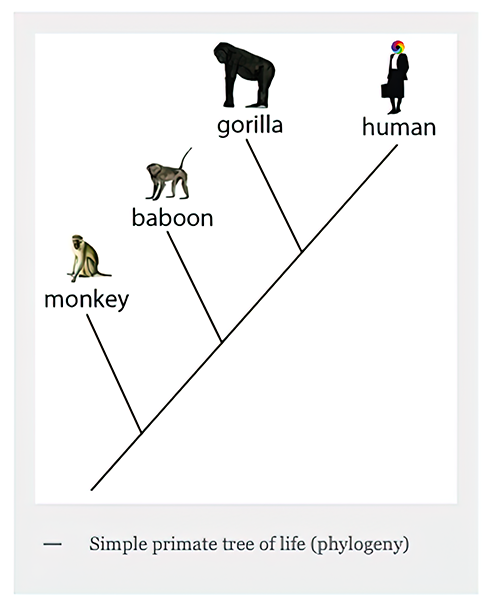 gorilla
human
baboon
monkey
— Simple primate tree of life (phylogeny)